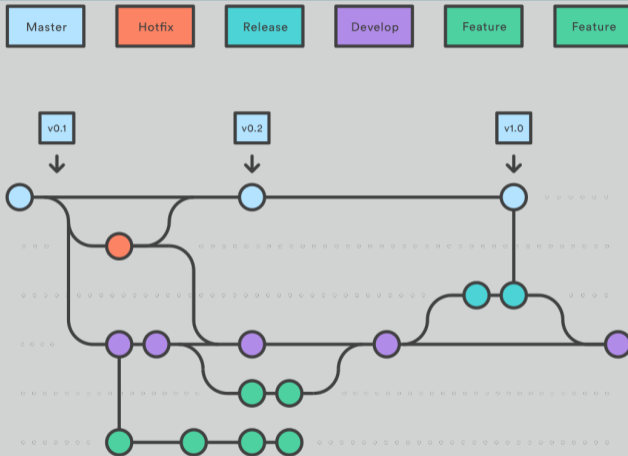 Master
Hotfix
Release
Develop
Feature
Feature
v0.1
v0.2
v1.0